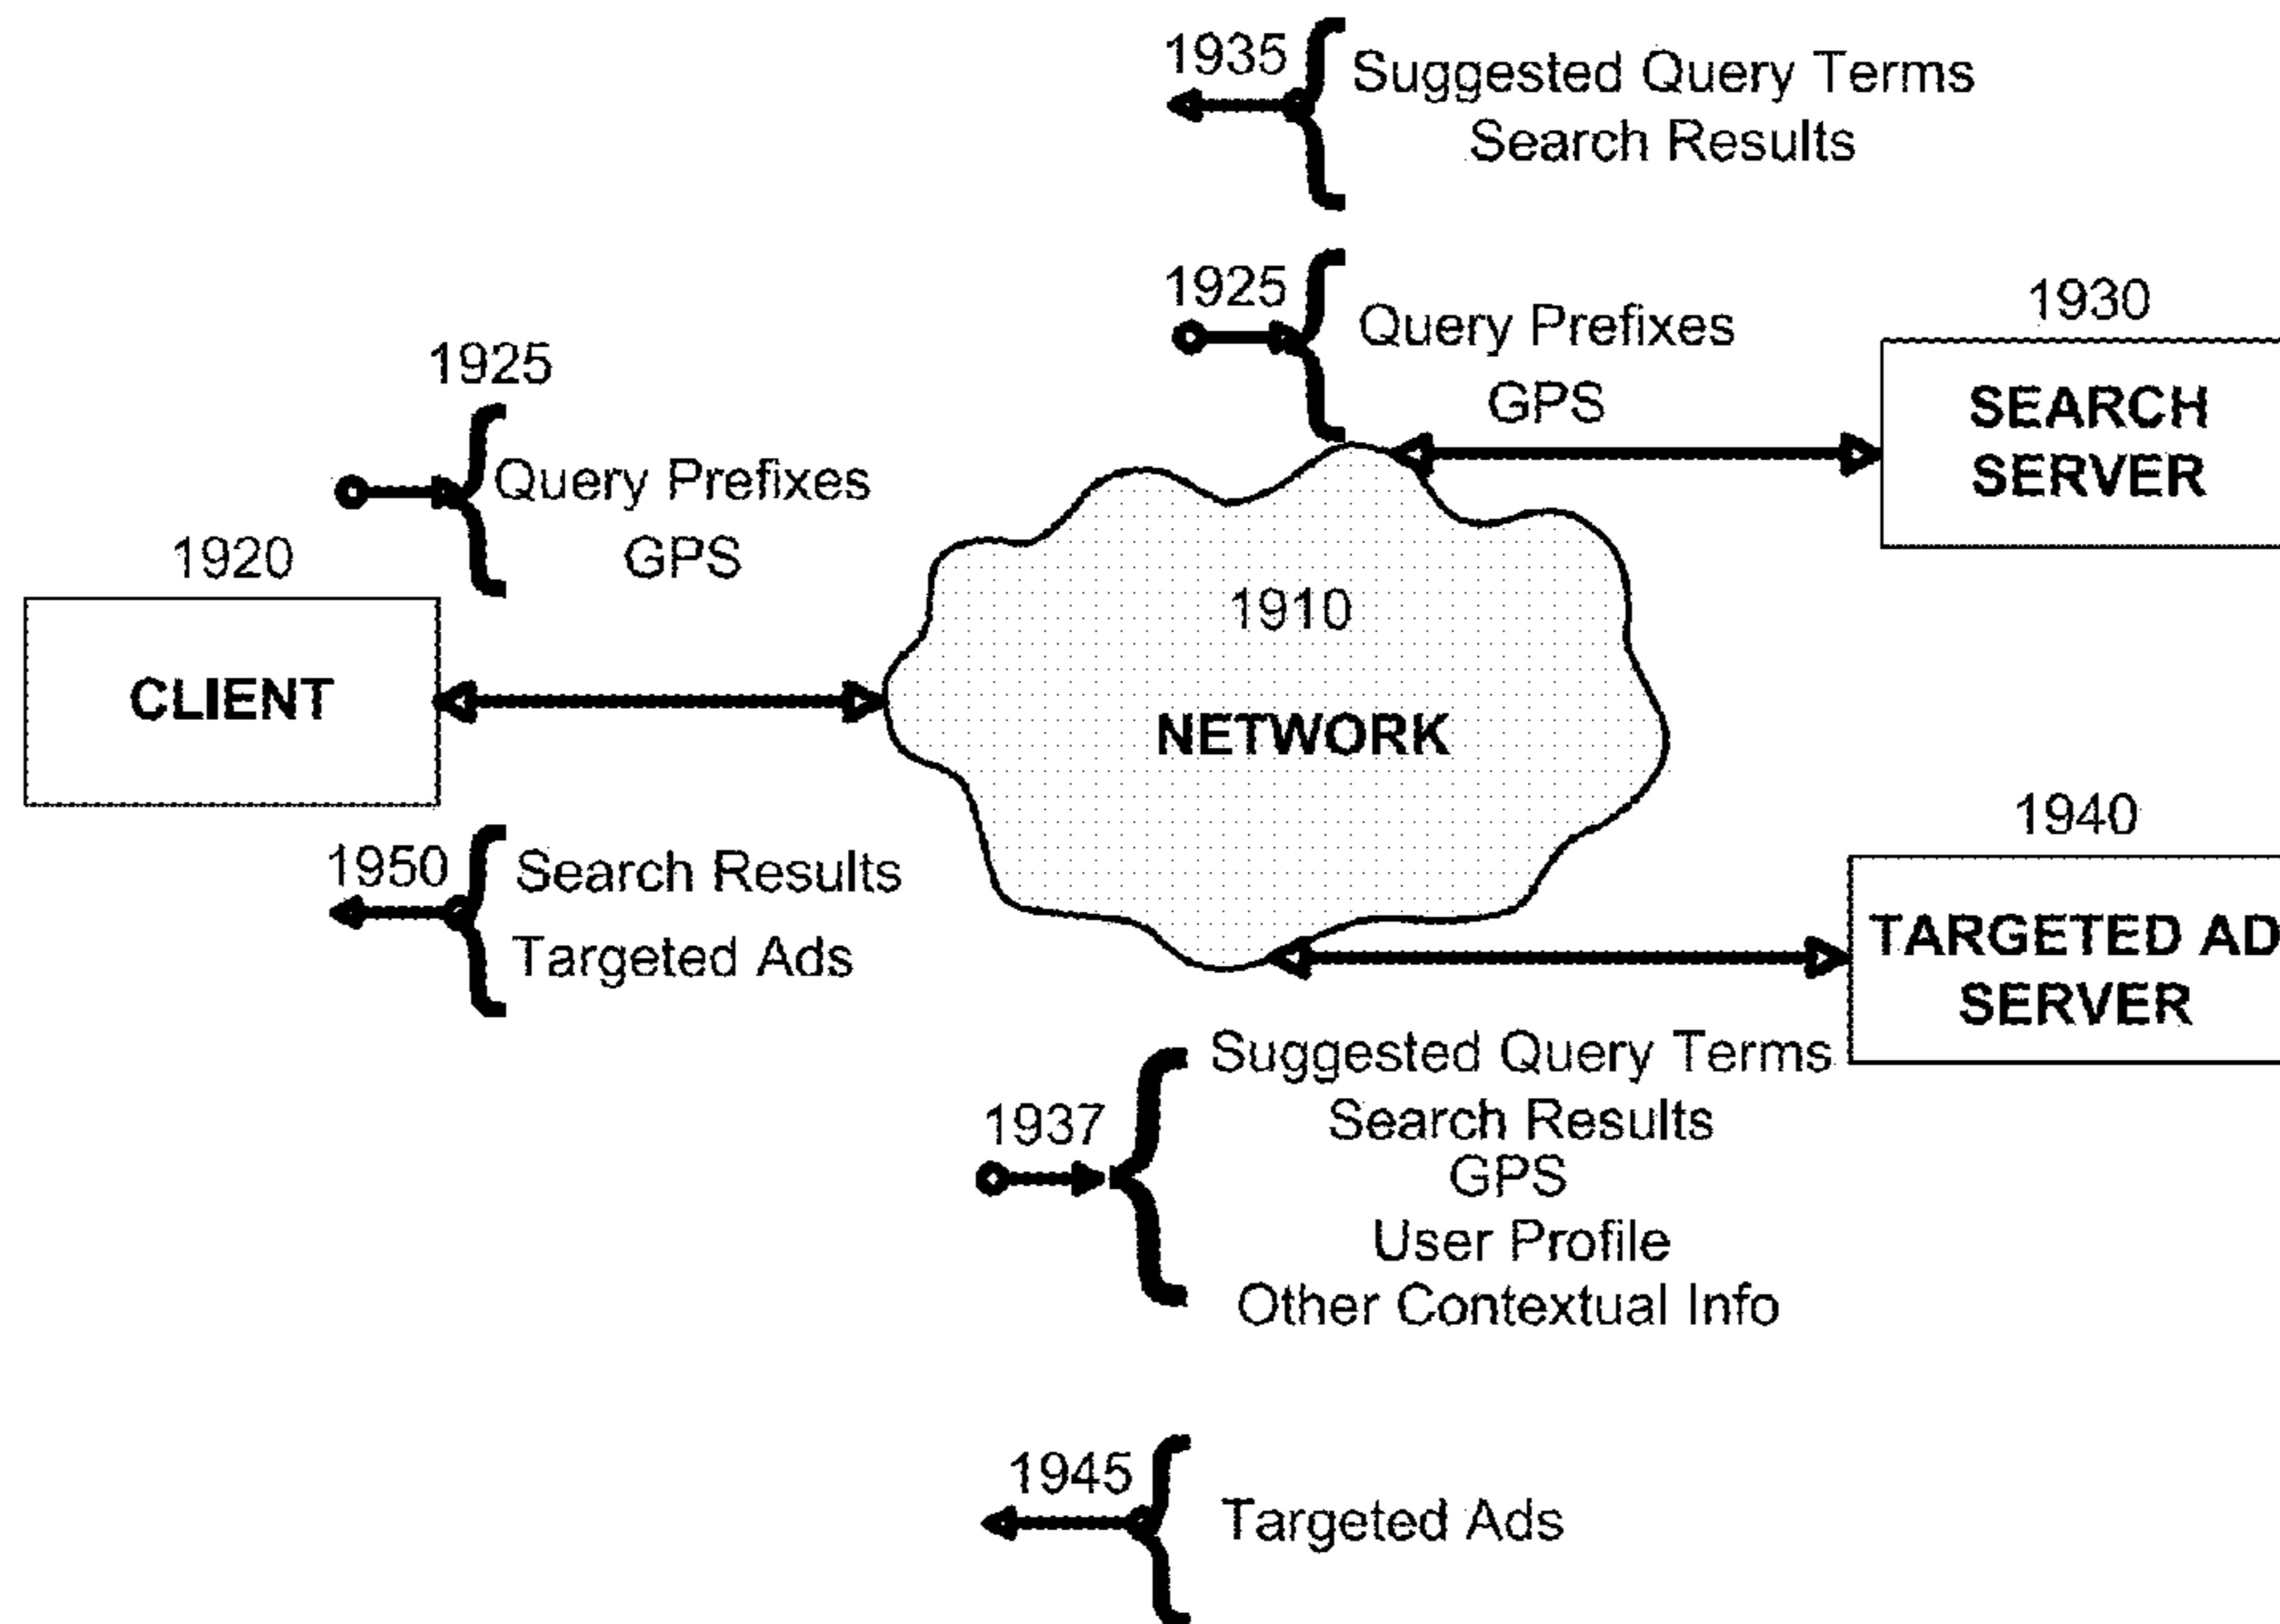 1935
Suggested Query Terms
Search Results
1925
Query Prefixes
GPS
1930
SEARCH
SERVER
1925
Query Prefixes
GPS
1920
CLIENT
1910
NETWORK
1950
Search Results
Targeted Ads
1940
TARGETED AD
SERVER
1937
Suggested Query Terms
Search Results
GPS
User Profile
Other Contextual Info
1945
Targeted Ads